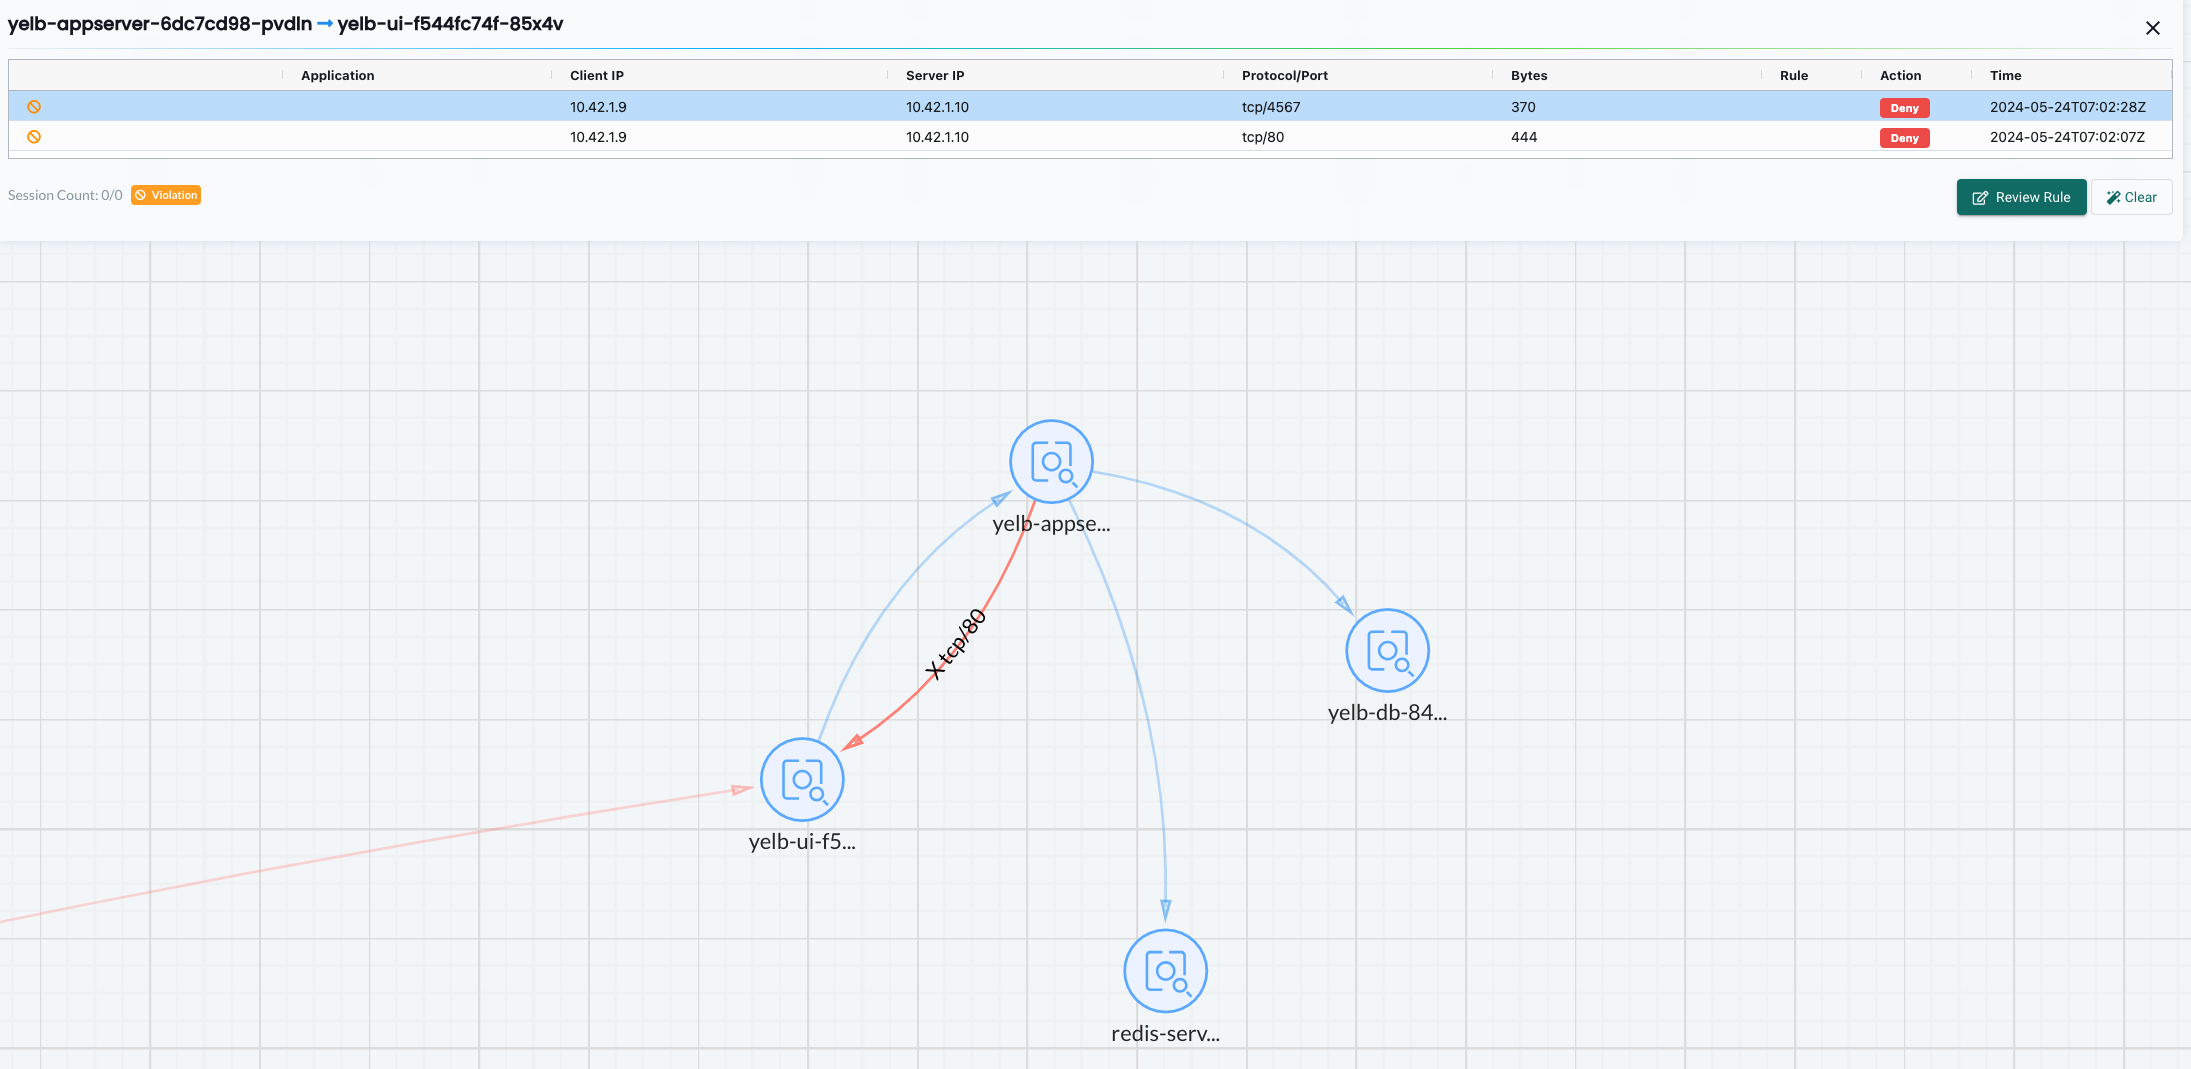 yelb-appserver-6dc7cd98-pvdln → yelb-ui-f544fc74f-85x4v
Application Client IP Server IP Protocol/Port Bytes Rule Action Time
10.42.1.9 10.42.1.10 tcp/4567 370 Deny 2024-05-24T07:02:28Z
10.42.1.9 10.42.1.10 tcp/80 444 Deny 2024-05-24T07:02:07Z
Session Count: 0/0 Violation Review Rule Clear
yelb-appse...
X tcp/80
yelb-db-84...
yelb-ui-f5...
redis-serv...